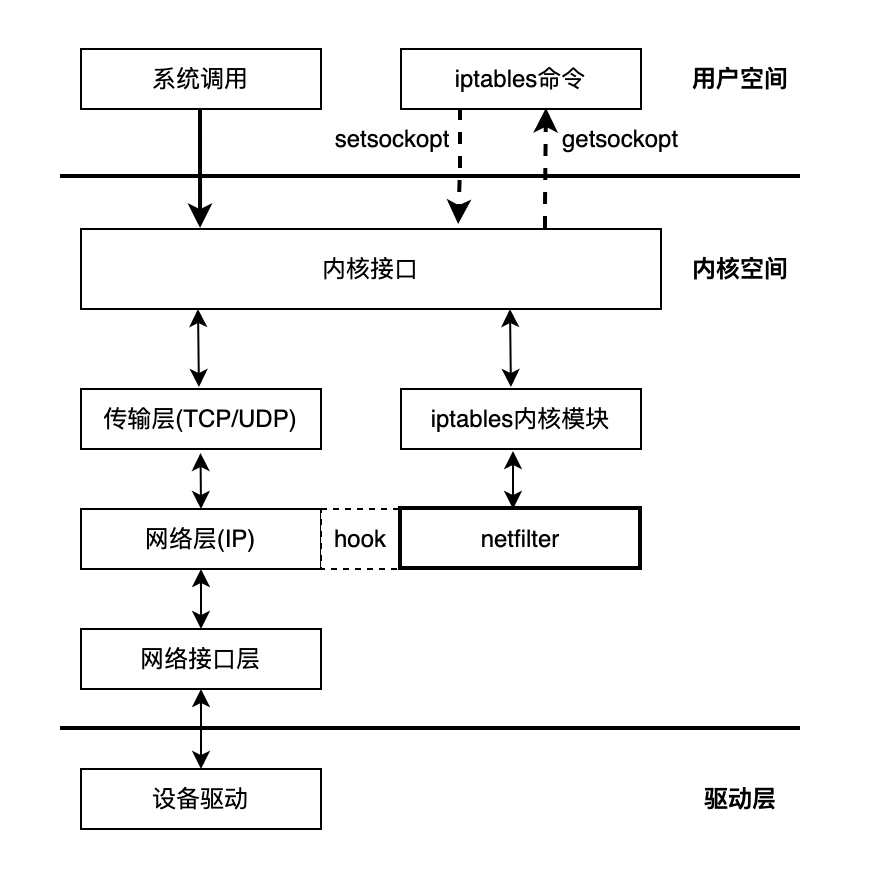 系统调用
iptables命令
用户空间
setsockopt
getsockopt
内核接口
内核空间
传输层(TCP/UDP)
iptables内核模块
网络层(IP)
hook
netfilter
网络接口层
设备驱动
驱动层